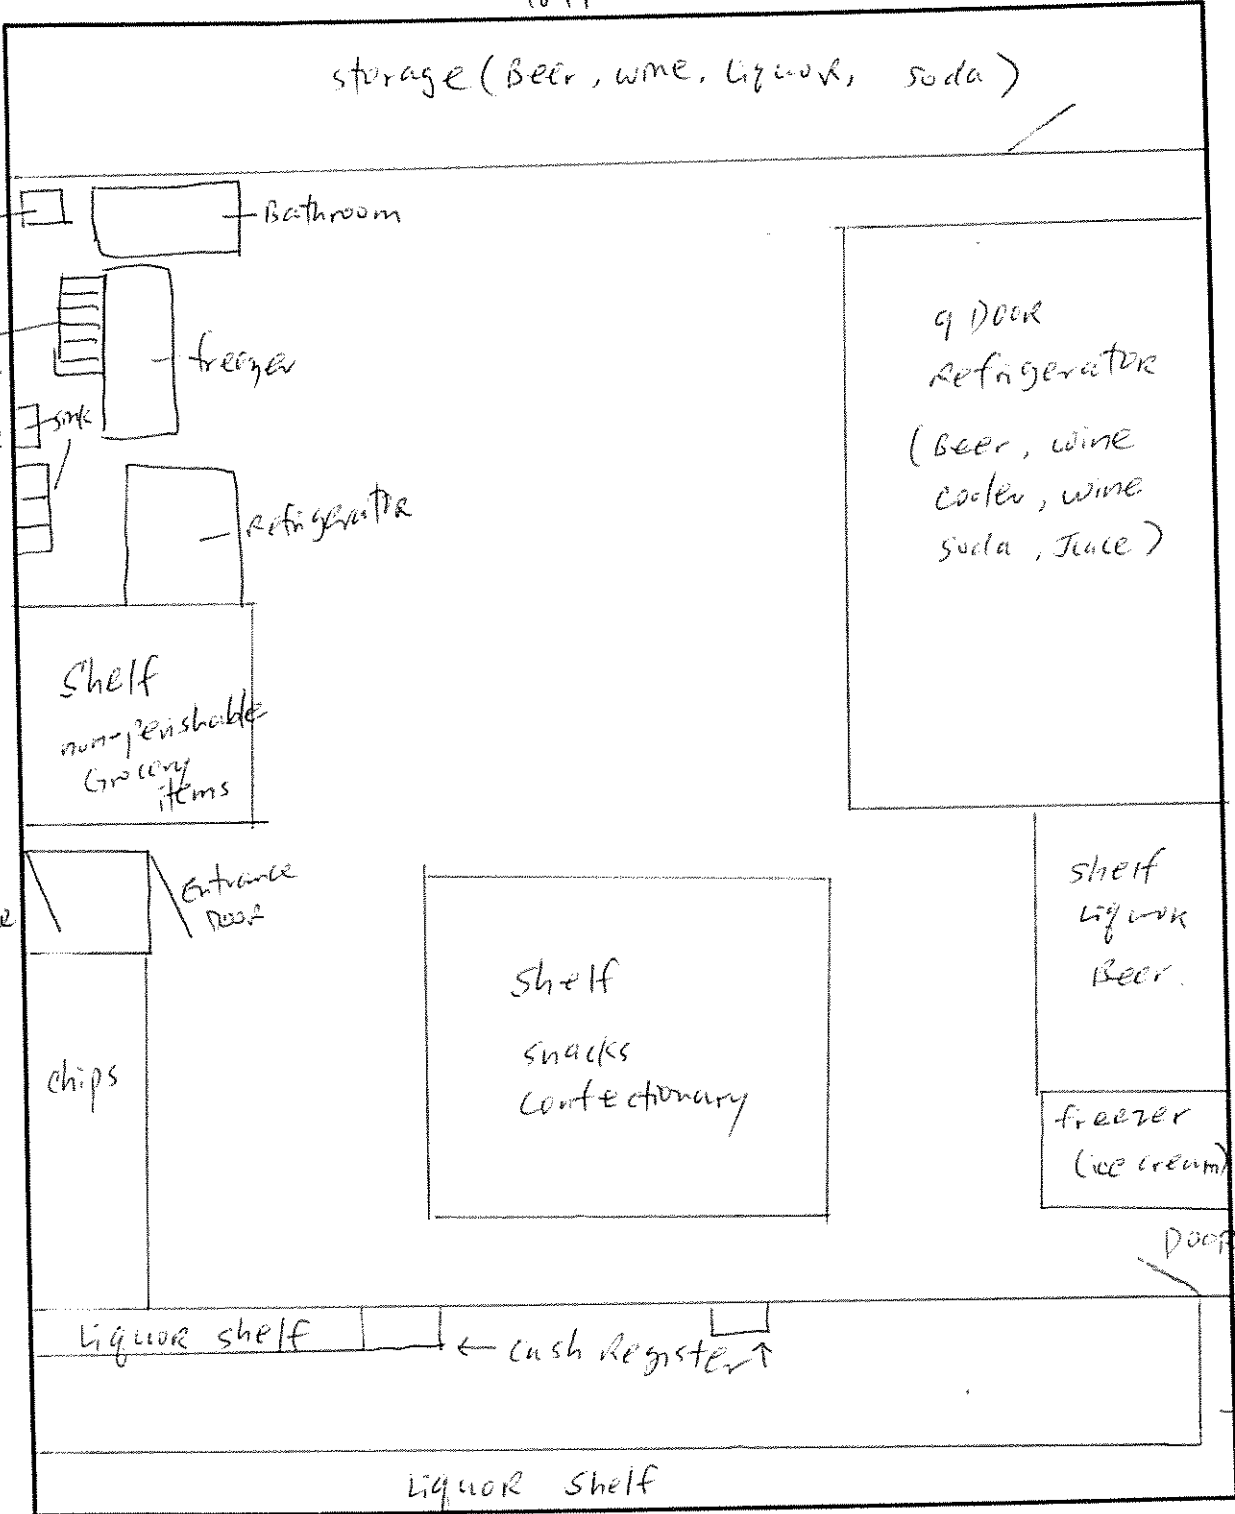 storage (Beer, wine, Liquor, soda)
Bathroom
freezer
sink
Refrigerator
9 Door
Refrigerator
(Beer, wine
cooler, wine
soda, Juice)
Shelf
non-perishable
Grocery
items
Entrance
Door
shelf
Liquor
Beer.
Shelf
snacks
confectionary
chips
freezer
(ice cream)
Door
Liquor shelf
← Cash Register ↑
Liquor Shelf